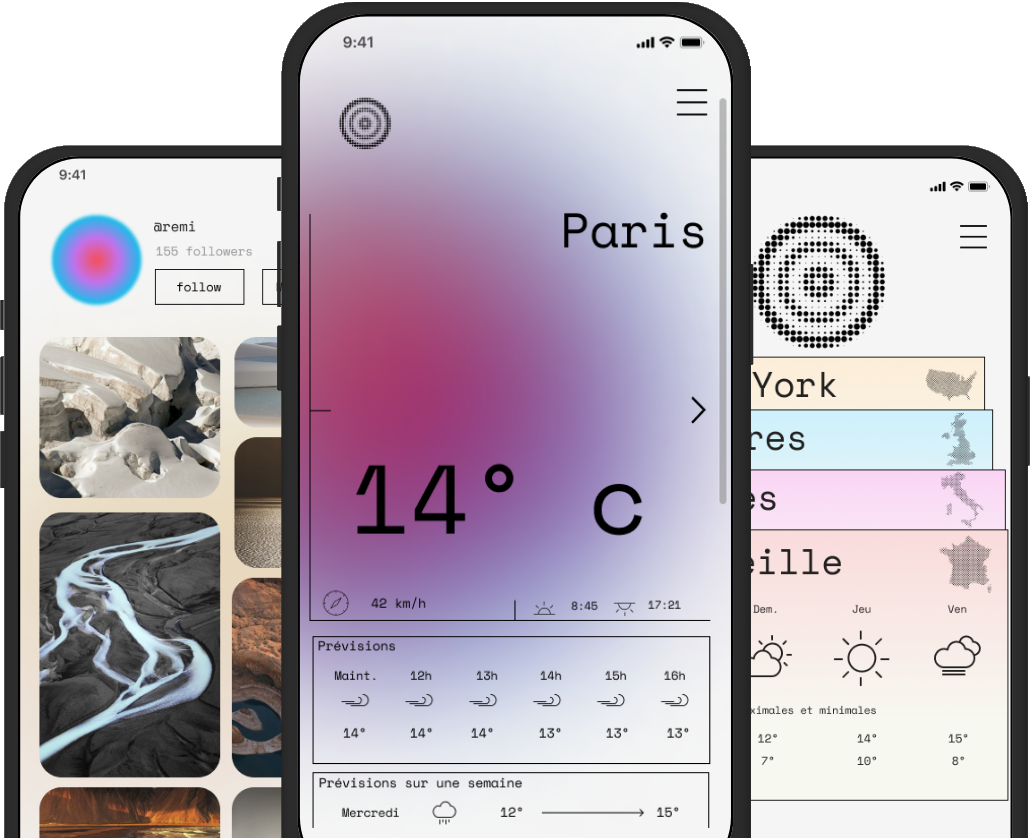 9:41
@remi
155 followers
follow
9:41
Paris
14° c
42 km/h
8:45
17:21
Prévisions
Maint. 12h 13h 14h 15h 16h
14° 14° 14° 13° 13° 13°
Prévisions sur une semaine
Mercredi 12° 15°
York
res
es
eille
Dem. Jeu Ven
ximales et minimales
12° 14° 15°
7° 10° 8°